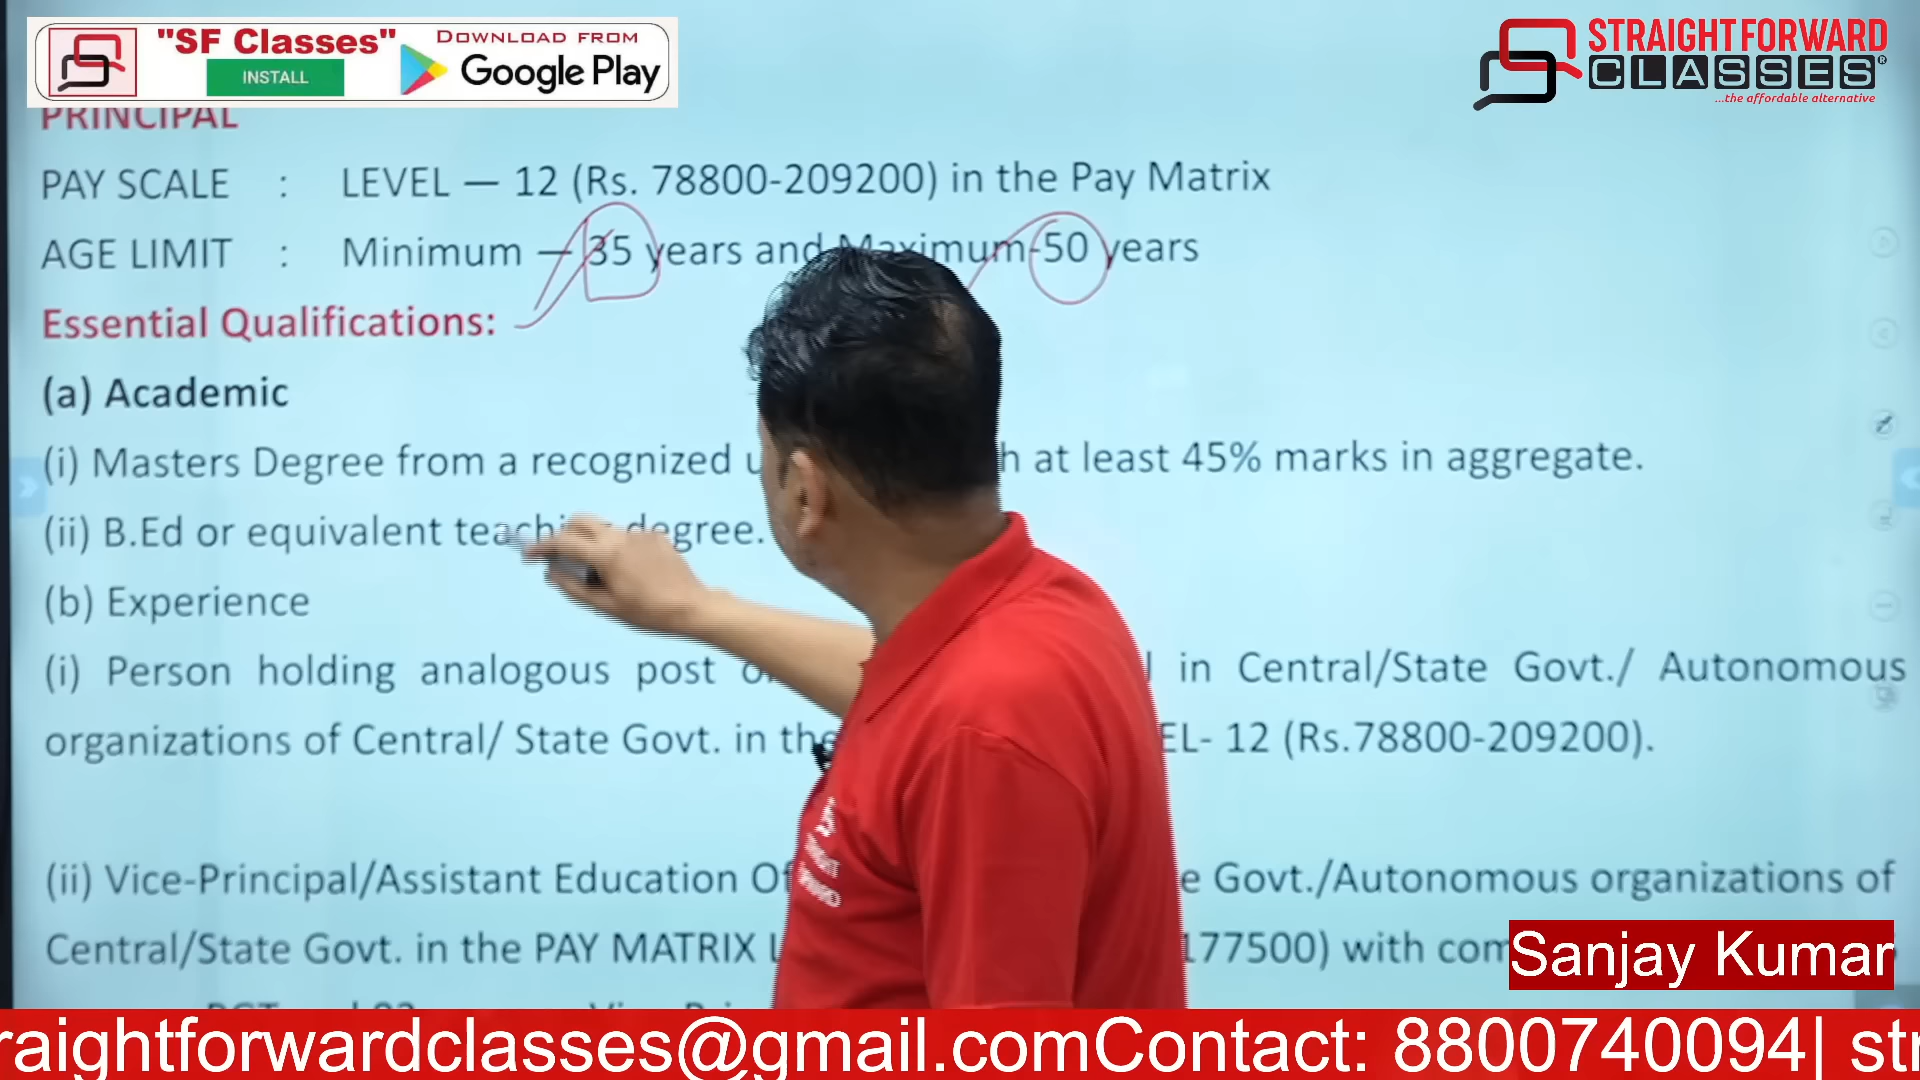 "SF Classes"
INSTALL
DOWNLOAD FROM
Google Play
STRAIGHTFORWARD
CLASSES®
...the affordable alternative
PRINCIPAL
PAY SCALE : LEVEL — 12 (Rs. 78800-209200) in the Pay Matrix
AGE LIMIT : Minimum — 35 years and Maximum-50 years
Essential Qualifications:
(a) Academic
(i) Masters Degree from a recognized at least 45% marks in aggregate.
(ii) B.Ed or equivalent teaching degree.
(b) Experience
(i) Person holding analogous post in Central/State Govt./ Autonomous
organizations of Central/ State Govt. in the 12 (Rs.78800-209200).
(ii) Vice-Principal/Assistant Education Govt./Autonomous organizations of
Central/State Govt. in the PAY MATRIX 177500) with
Sanjay Kumar
raightforwardclasses@gmail.comContact: 8800740094| str